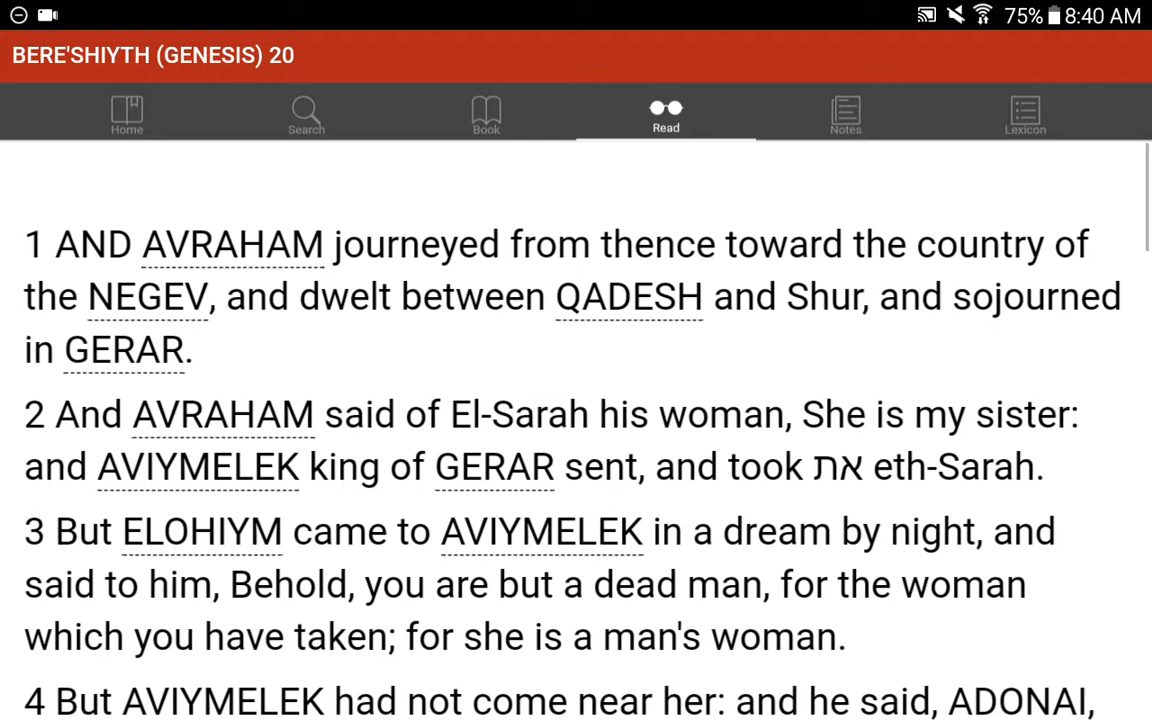 75% 8:40 AM
BERE'SHIYTH (GENESIS) 20
Home Search Book Read Notes Lexicon
1 AND AVRAHAM journeyed from thence toward the country of
the NEGEV, and dwelt between QADESH and Shur, and sojourned
in GERAR.
2 And AVRAHAM said of El-Sarah his woman, She is my sister:
and AVIYMELEK king of GERAR sent, and took את eth-Sarah.
3 But ELOHIYM came to AVIYMELEK in a dream by night, and
said to him, Behold, you are but a dead man, for the woman
which you have taken; for she is a man's woman.
4 But AVIYMELEK had not come near her: and he said, ADONAI,